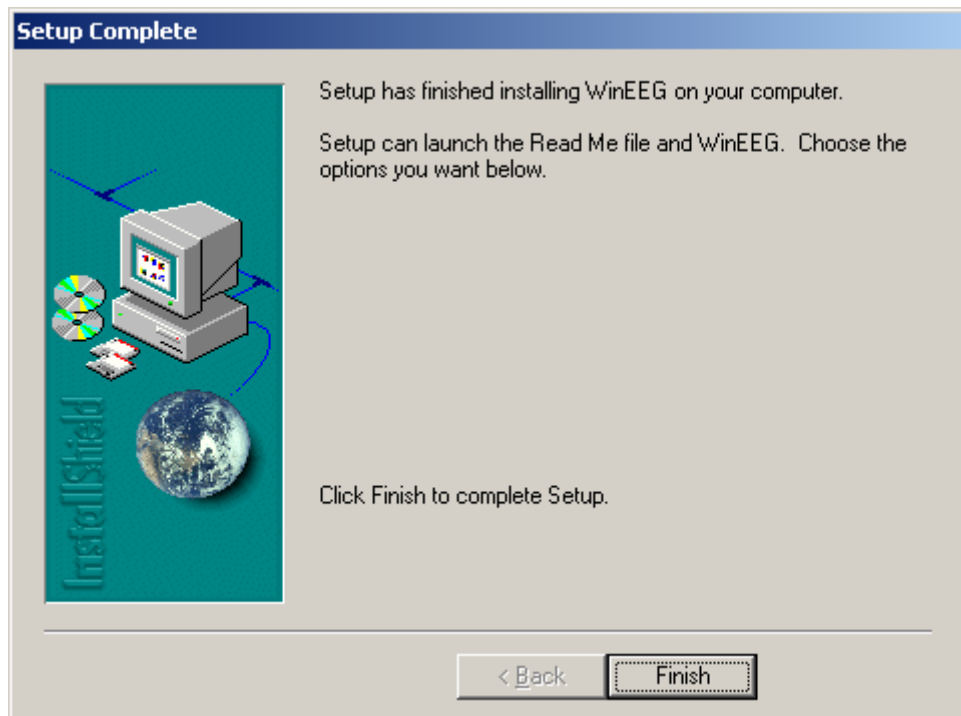 Setup Complete
Setup has finished installing WinEEG on your computer.
Setup can launch the Read Me file and WinEEG.  Choose the
options you want below.
InstallShield
Click Finish to complete Setup.
< Back
Finish